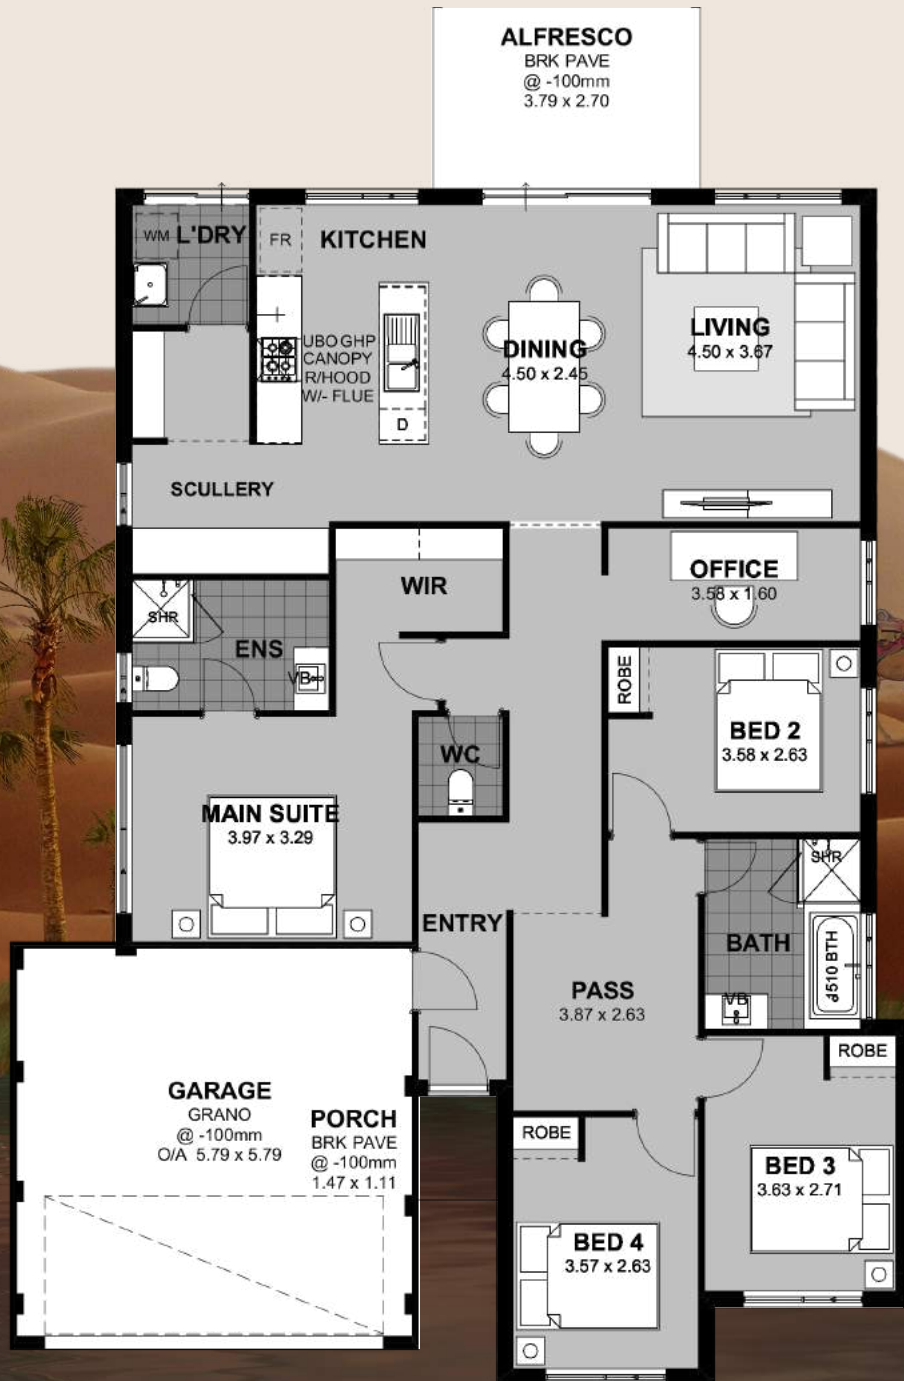 ALFRESCO
BRK PAVE
@ -100mm
3.79 x 2.70
WM
L'DRY
FR
KITCHEN
UBO GHP
CANOPY
R/HOOD
W/- FLUE
D
DINING
4.50 x 2.45
LIVING
4.50 x 3.67
SCULLERY
WIR
OFFICE
3.58 x 1.60
SHR
ENS
VB
ROBE
BED 2
3.58 x 2.63
WC
MAIN SUITE
3.97 x 3.29
SHR
ENTRY
BATH
1510 BTH
VB
PASS
3.87 x 2.63
ROBE
GARAGE
GRANO
@ -100mm
O/A 5.79 x 5.79
PORCH
BRK PAVE
@ -100mm
1.47 x 1.11
ROBE
BED 3
3.63 x 2.71
BED 4
3.57 x 2.63